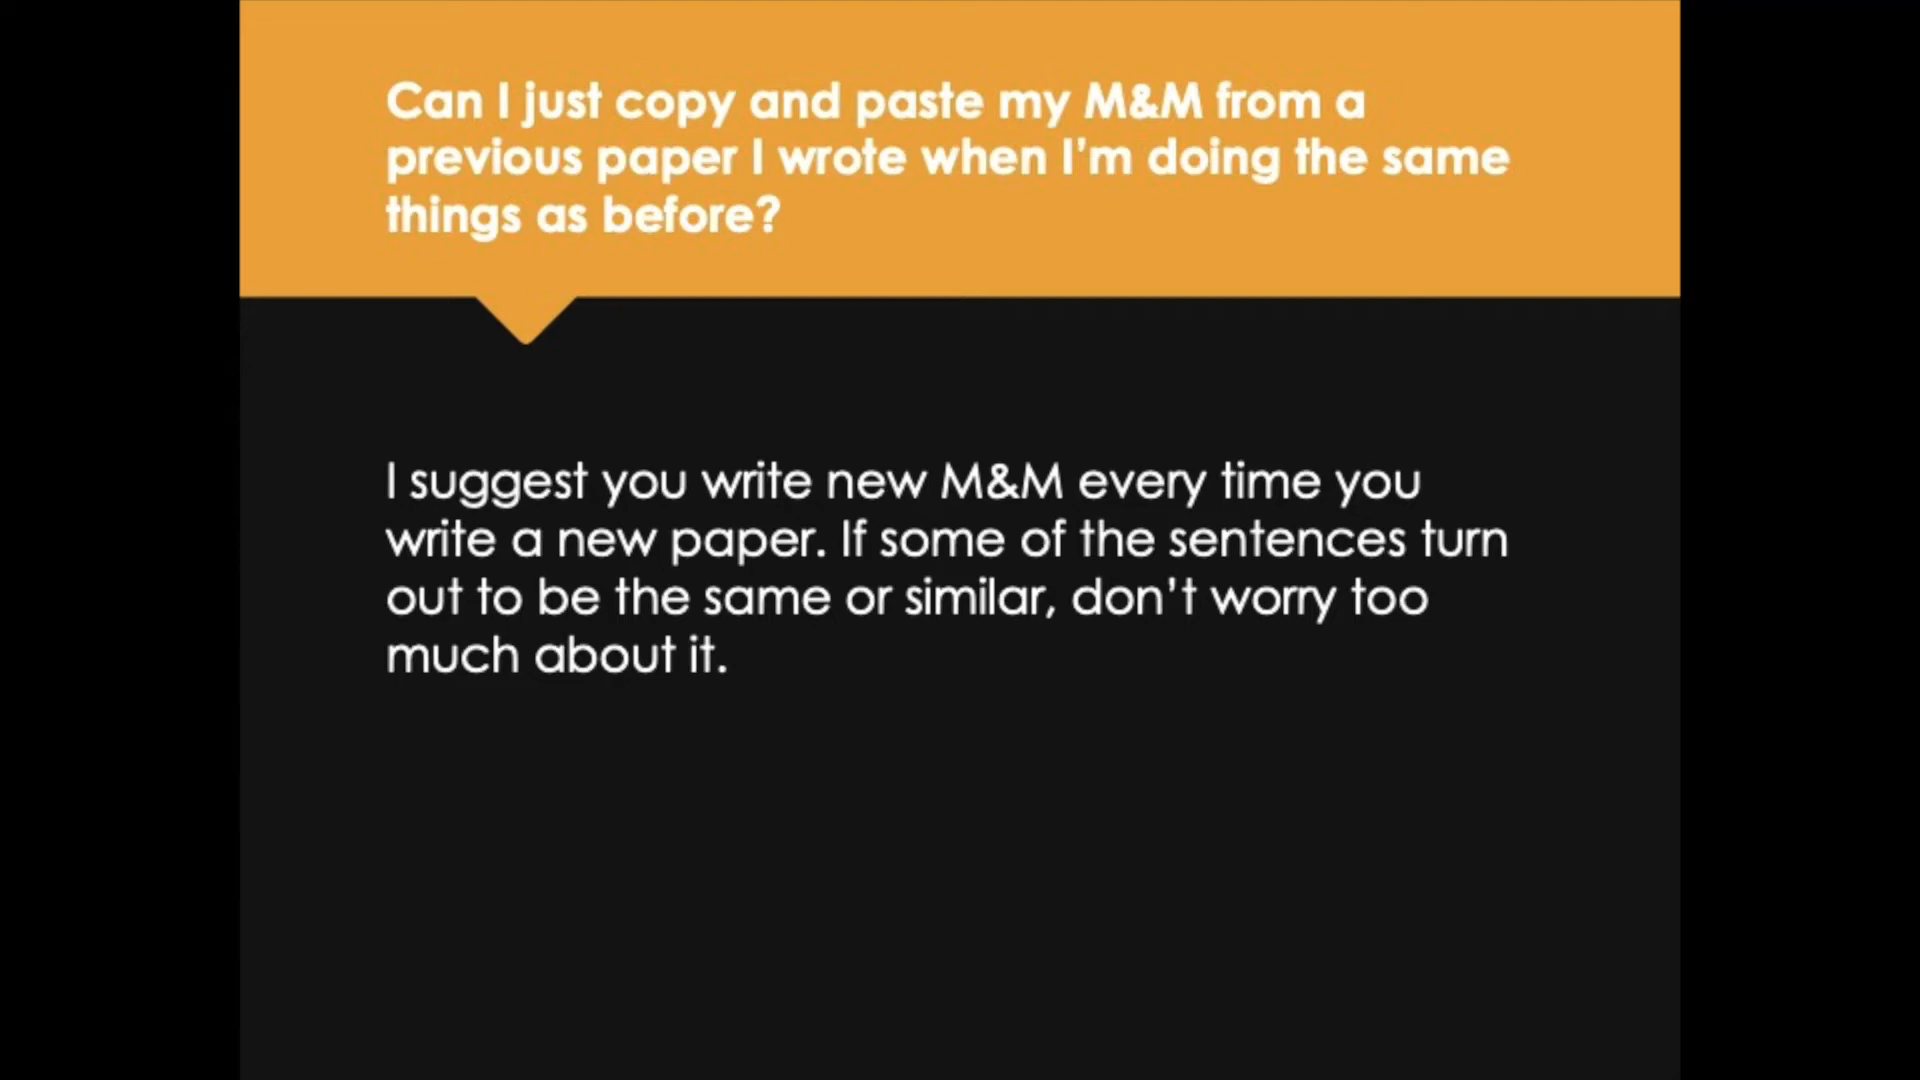 Can I just copy and paste my M&M from a
previous paper I wrote when I’m doing the same
things as before?
I suggest you write new M&M every time you
write a new paper. If some of the sentences turn
out to be the same or similar, don’t worry too
much about it.